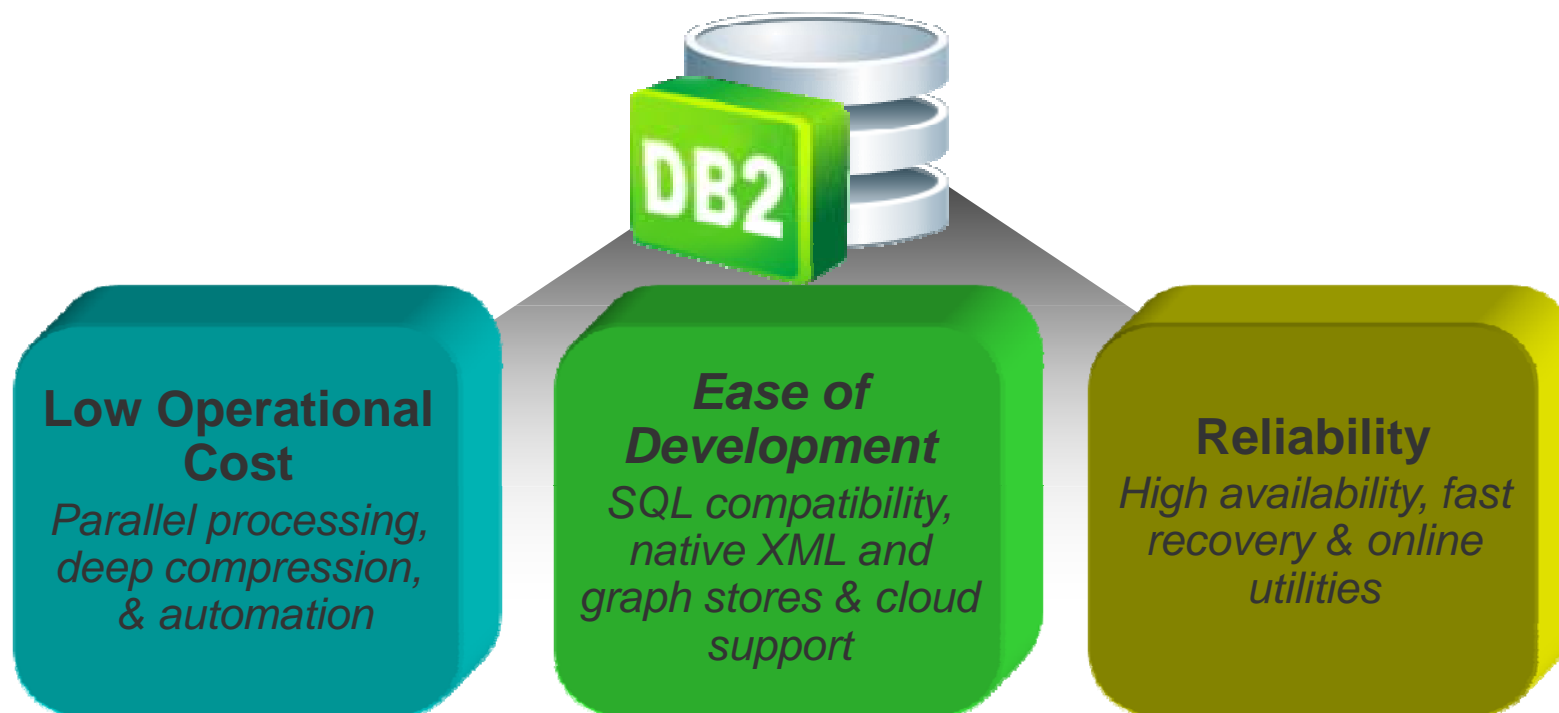 DB2
Low Operational
Cost
Parallel processing,
deep compression,
& automation
Ease of
Development
SQL compatibility,
native XML and
graph stores & cloud
support
Reliability
High availability, fast
recovery & online
utilities